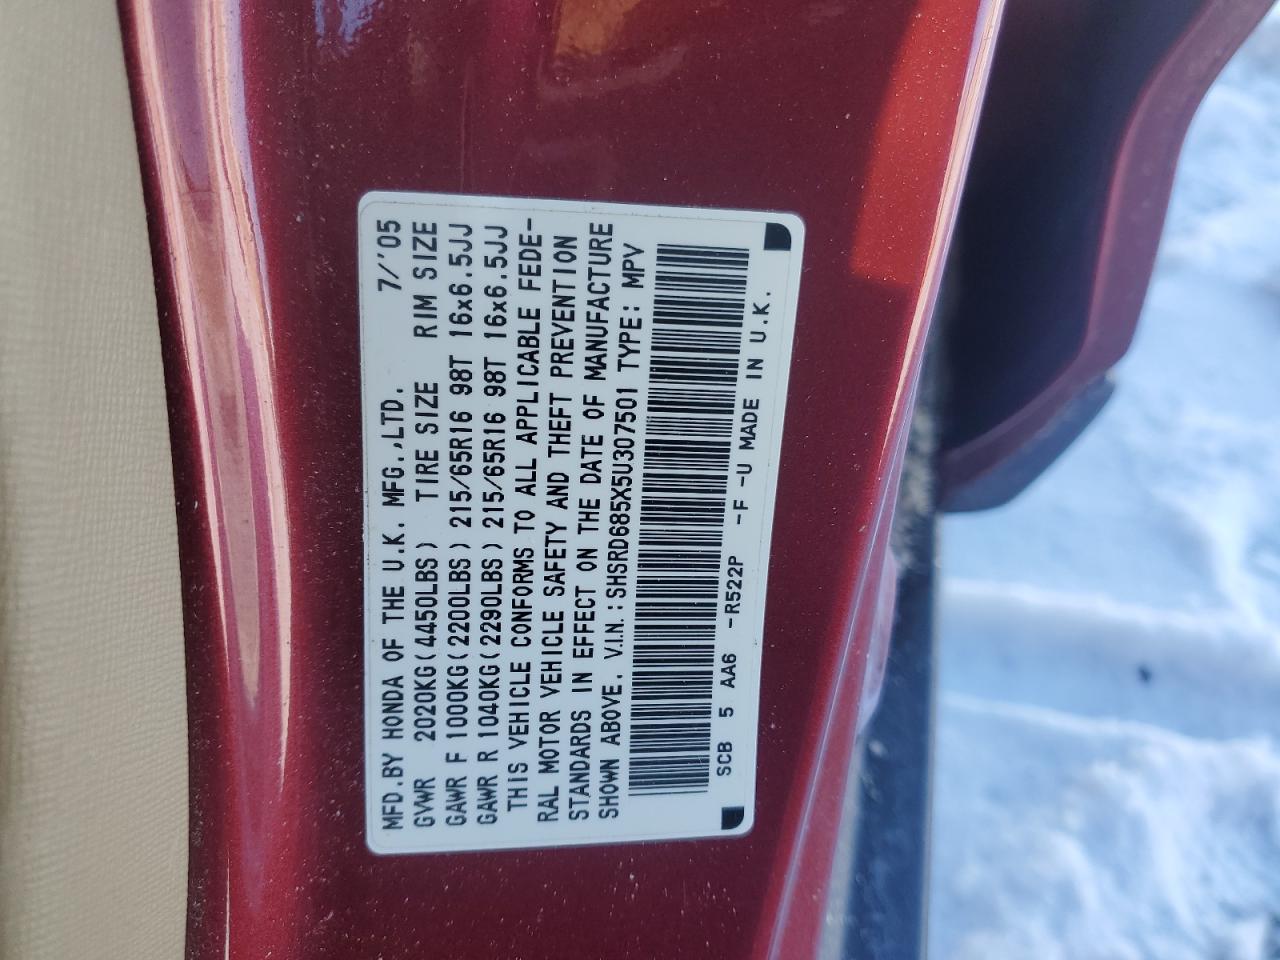 MFD.BY HONDA OF THE U.K. MFG.,LTD. 7/'05
GVWR 2020KG(4450LBS) TIRE SIZE RIM SIZE
GAWR F 1000KG(2200LBS) 215/65R16 98T 16x6.5JJ
GAWR R 1040KG(2290LBS) 215/65R16 98T 16x6.5JJ
THIS VEHICLE CONFORMS TO ALL APPLICABLE FEDE-
RAL MOTOR VEHICLE SAFETY AND THEFT PREVENTION
STANDARDS IN EFFECT ON THE DATE OF MANUFACTURE
SHOWN ABOVE. V.I.N.:SHSRD685X5U307501 TYPE: MPV
SCB 5 AA6 -R522P -F -U MADE IN U.K.